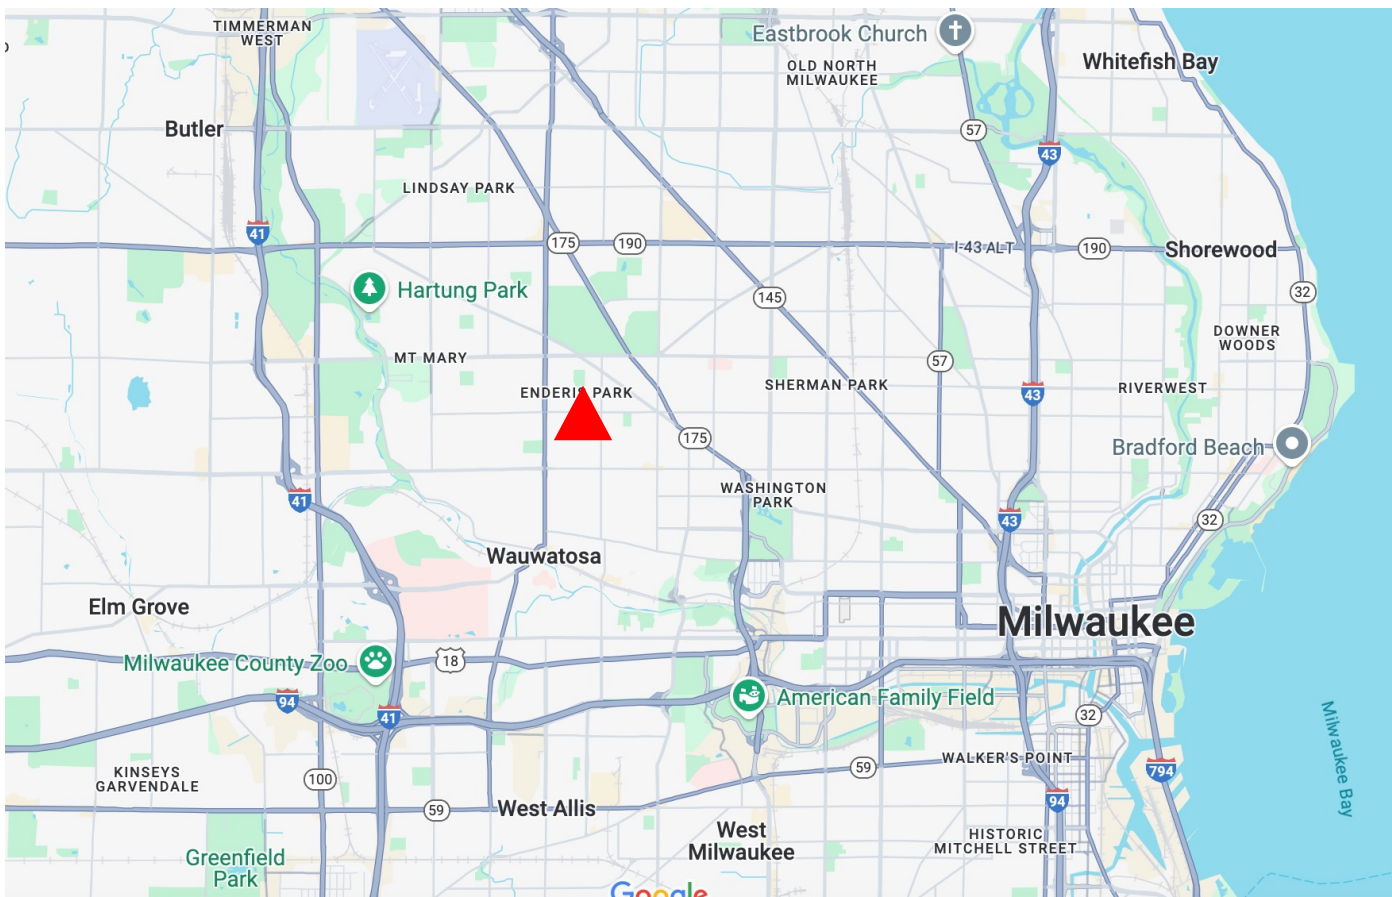 TIMMERMAN
WEST
Eastbrook Church
OLD NORTH
MILWAUKEE
Whitefish Bay
Butler
57
43
LINDSAY PARK
41
175
190
I-43 ALT
190
Shorewood
Hartung Park
145
32
DOWNER
WOODS
MT MARY
57
ENDERIS PARK
SHERMAN PARK
43
RIVERWEST
175
Bradford Beach
41
WASHINGTON
PARK
43
32
Wauwatosa
Elm Grove
Milwaukee
Milwaukee County Zoo
18
94
41
American Family Field
32
Milwaukee Bay
KINSEYS
GARVENDALE
100
59
WALKER'S POINT
794
59
West Allis
94
West
Milwaukee
HISTORIC
MITCHELL STREET
Greenfield
Park
Google